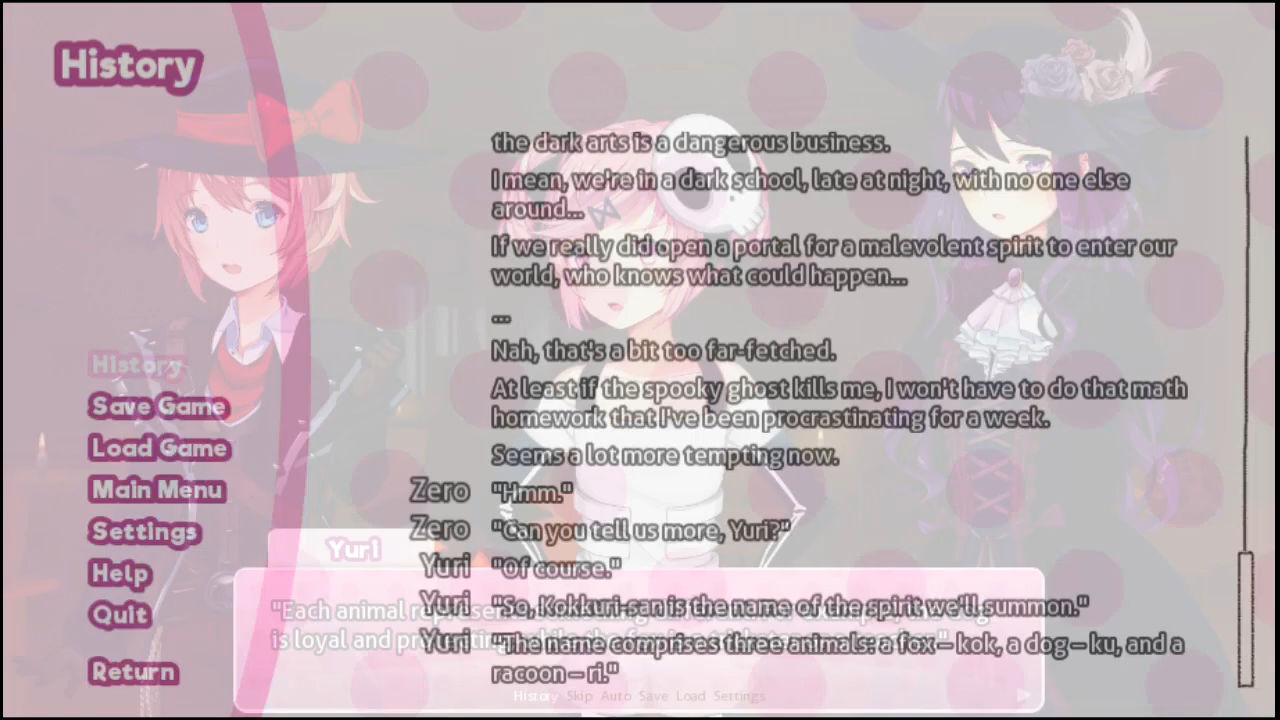 History
the dark arts is a dangerous business.
I mean, we're in a dark school, late at night, with no one else
around...
If we really did open a portal for a malevolent spirit to enter our
world, who knows what could happen...
...
Nah, that's a bit too far-fetched.
At least if the spooky ghost kills me, I won't have to do that math
homework that I've been procrastinating for a week.
Seems a lot more tempting now.
Zero "Hmm."
Zero "Can you tell us more, Yuri?"
Yuri "Of course."
Yuri "So, Kokkuri-san is the name of the spirit we'll summon."
Yuri "The name comprises three animals: a fox – kok, a dog – ku, and a
racoon – ri."
History
Save Game
Load Game
Main Menu
Settings
Help
Quit
Return
Yuri
"Each animal
is loyal and
History Skip Auto Save Load Settings